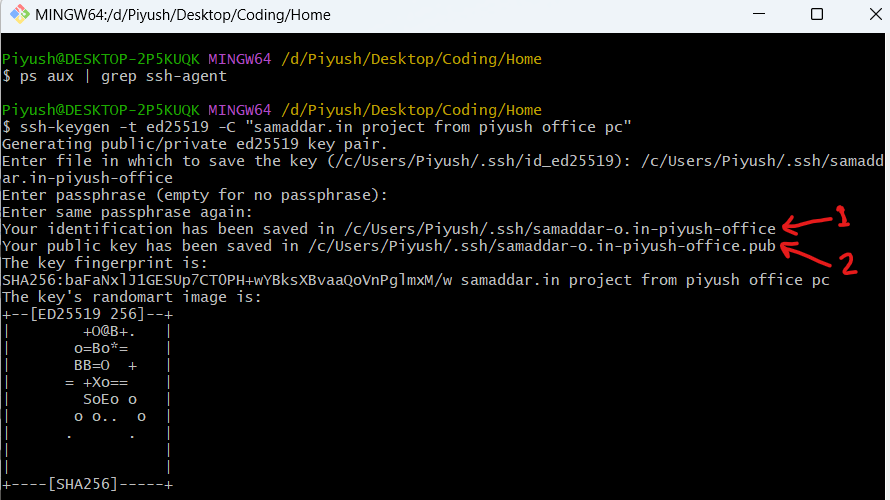 MINGW64:/d/Piyush/Desktop/Coding/Home
Piyush@DESKTOP-2P5KUQK MINGW64 /d/Piyush/Desktop/Coding/Home
$ ps aux | grep ssh-agent
Piyush@DESKTOP-2P5KUQK MINGW64 /d/Piyush/Desktop/Coding/Home
$ ssh-keygen -t ed25519 -C "samaddar.in project from piyush office pc"
Generating public/private ed25519 key pair.
Enter file in which to save the key (/c/Users/Piyush/.ssh/id_ed25519): /c/Users/Piyush/.ssh/samadd
ar.in-piyush-office
Enter passphrase (empty for no passphrase):
Enter same passphrase again:
Your identification has been saved in /c/Users/Piyush/.ssh/samaddar-o.in-piyush-office
1
Your public key has been saved in /c/Users/Piyush/.ssh/samaddar-o.in-piyush-office.pub
2
The key fingerprint is:
SHA256:baFaNxlJ1GESUp7CT0PH+wYBksXBvaaQoVnPglmxM/w samaddar.in project from piyush office pc
The key's randomart image is:
+--[ED25519 256]--+
|        +O@B+.   |
|       o=Bo*=    |
|       BB=O  +   |
|      = +Xo==    |
|        SoEo o   |
|       o o..  o  |
|      .      .   |
|                 |
|                 |
+----[SHA256]-----+